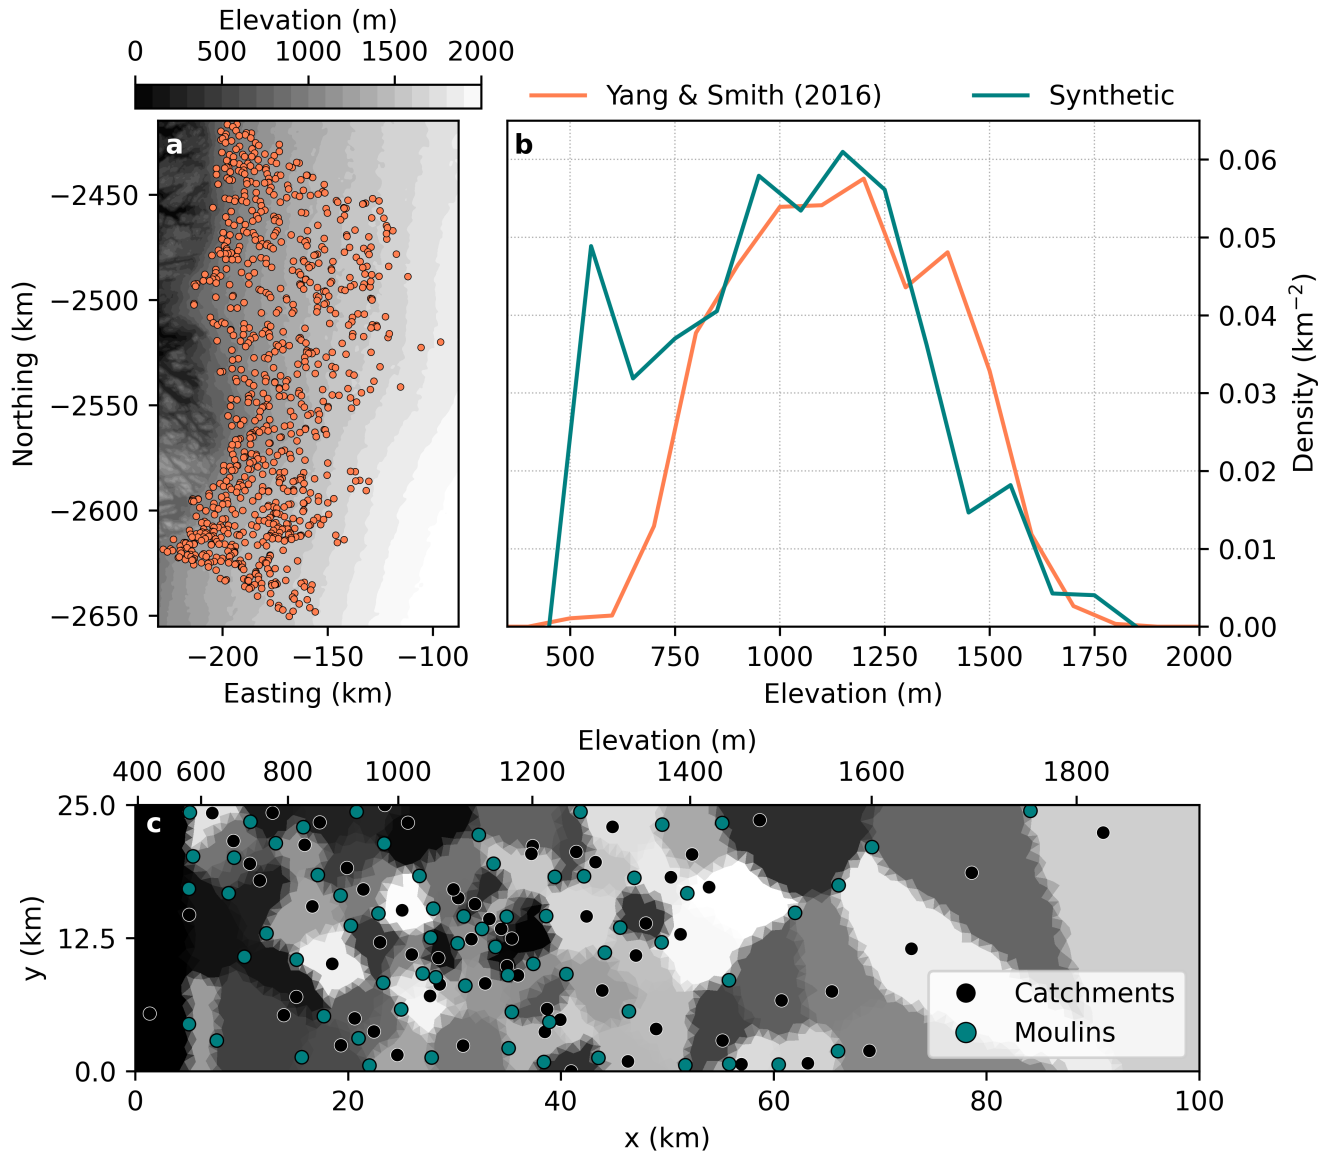 Elevation (m)
0 500 1000 1500 2000
Yang & Smith (2016) Synthetic
a
−2450
−2500
−2550
−2600
−2650
Northing (km)
−200 −150 −100
Easting (km)
b
0.06
0.05
0.04
0.03
0.02
0.01
0.00
Density (km⁻²)
500 750 1000 1250 1500 1750 2000
Elevation (m)
Elevation (m)
400 600 800 1000 1200 1400 1600 1800
c
25.0
12.5
0.0
y (km)
Catchments
Moulins
0 20 40 60 80 100
x (km)